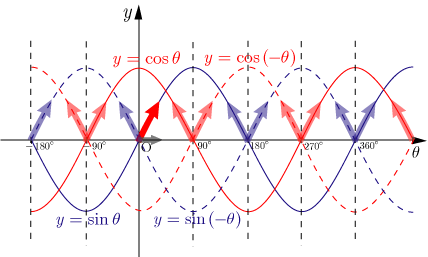 y
y = cos θ
y = cos (−θ)
−180° −90° O 90° 180° 270° 360°
θ
y = sin θ
y = sin (−θ)